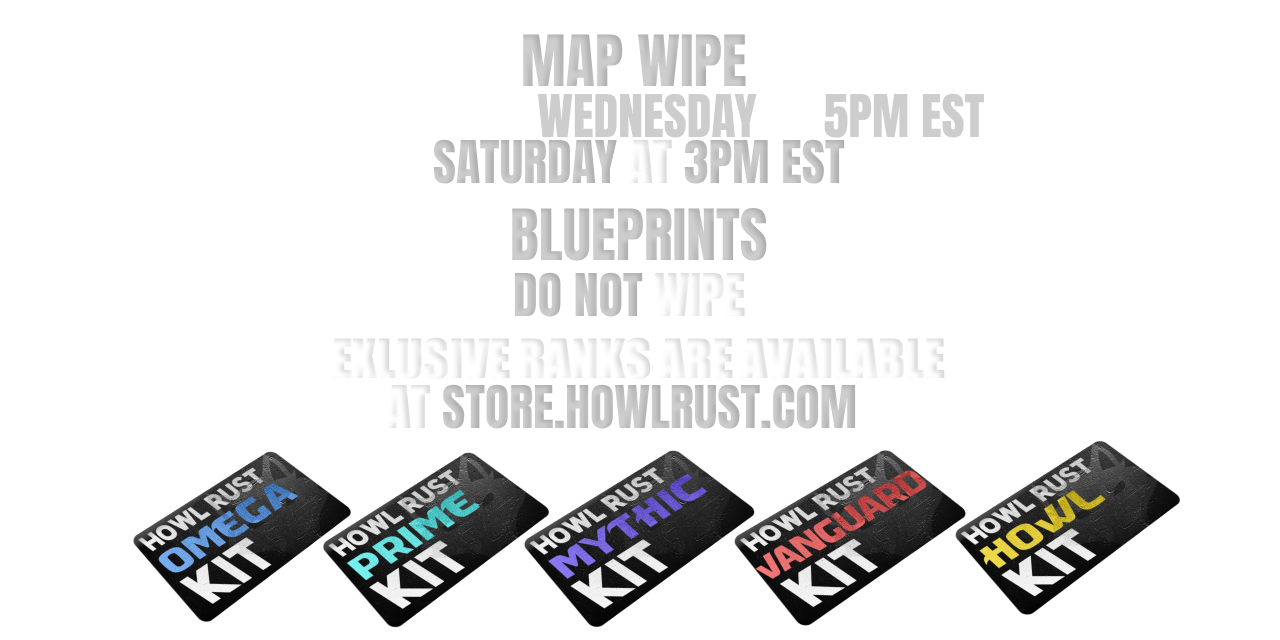 MAP WIPE
WEDNESDAY 5PM EST
SATURDAY AT 3PM EST
BLUEPRINTS
DO NOT WIPE
EXLUSIVE RANKS ARE AVAILABLE
AT STORE.HOWLRUST.COM
HOWL RUST
OMEGA
KIT
HOWL RUST
PRIME
KIT
HOWL RUST
MYTHIC
KIT
HOWL RUST
VANGUARD
KIT
HOWL RUST
HOWL
KIT